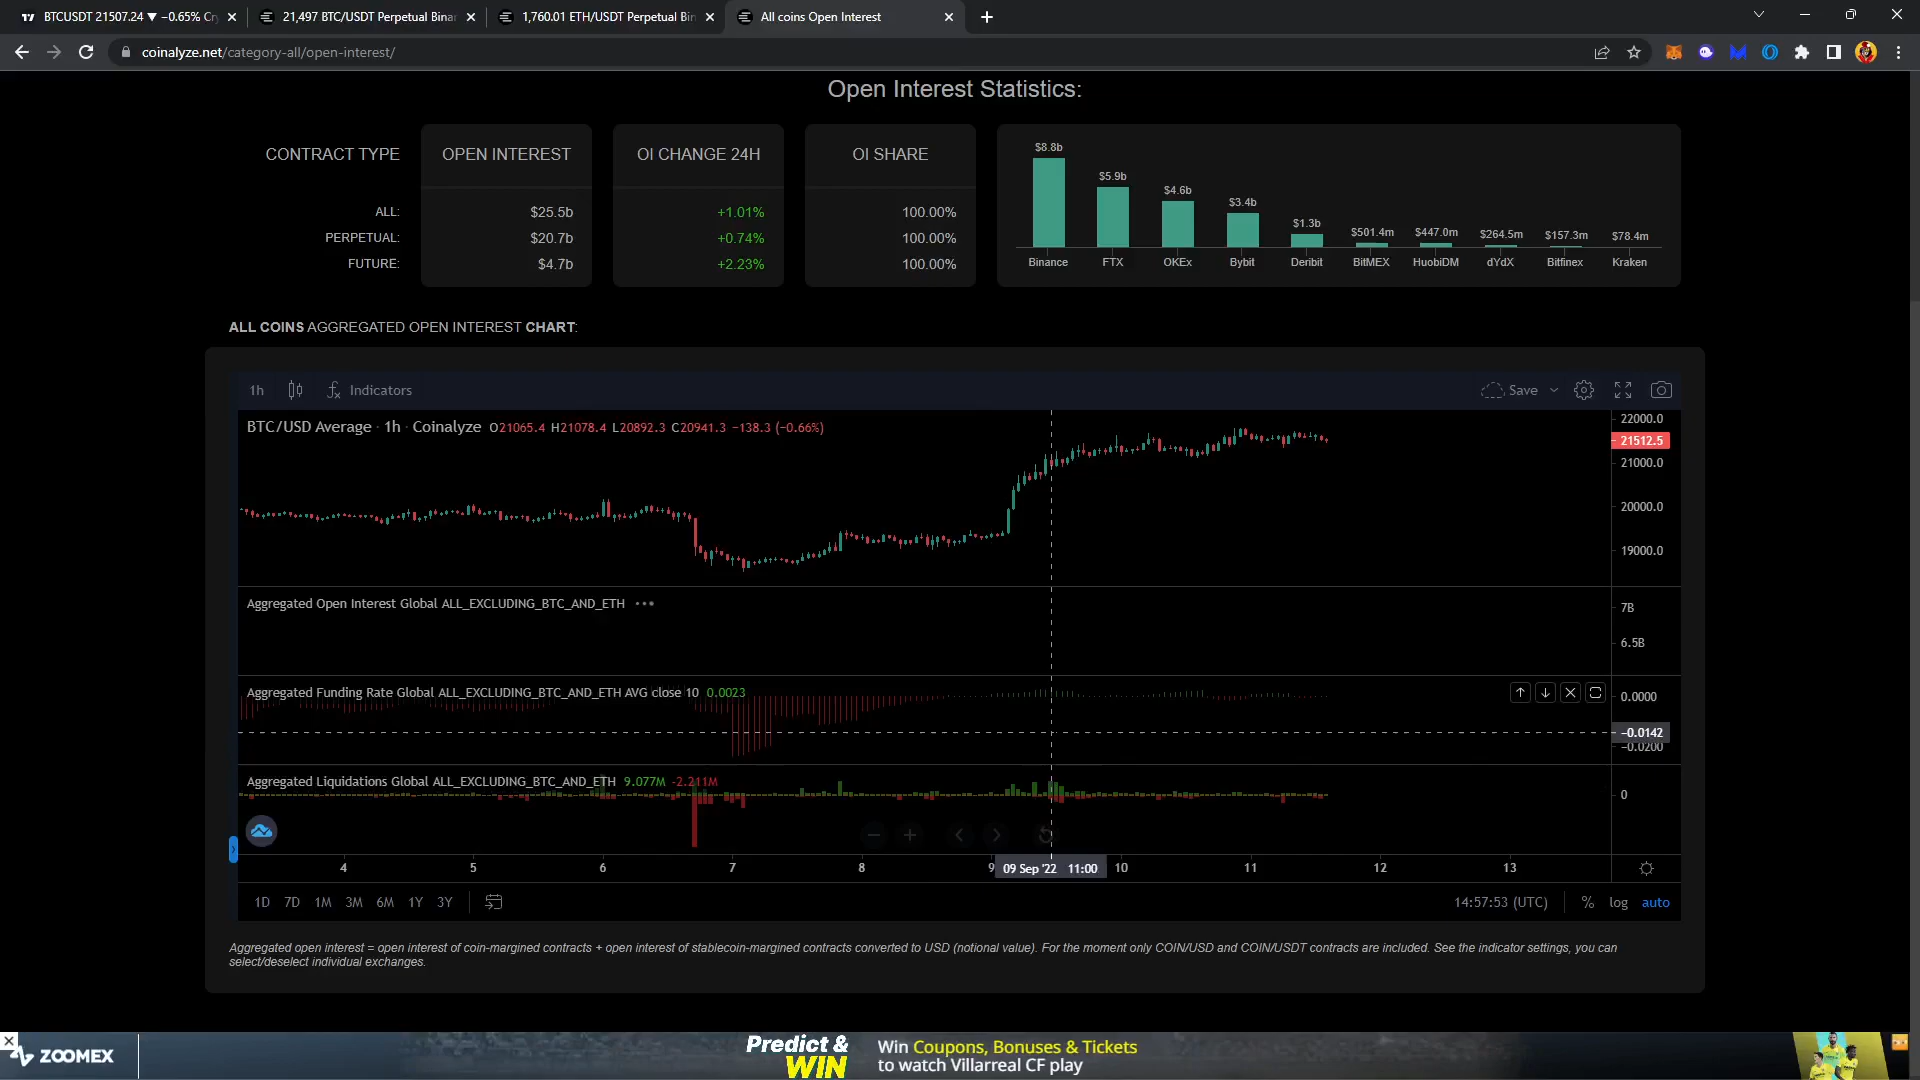 BTCUSDT 21507.24 ▼ −0.65% Cr
21,497 BTC/USDT Perpetual Binar
1,760.01 ETH/USDT Perpetual Bin
All coins Open Interest
coinalyze.net/category-all/open-interest/
Open Interest Statistics:
CONTRACT TYPE OPEN INTEREST OI CHANGE 24H OI SHARE
ALL: $25.5b +1.01% 100.00%
PERPETUAL: $20.7b +0.74% 100.00%
FUTURE: $4.7b +2.23% 100.00%
$8.8b $5.9b $4.6b $3.4b $1.3b $501.4m $447.0m $264.5m $157.3m $78.4m
Binance FTX OKEx Bybit Deribit BitMEX HuobiDM dYdX Bitfinex Kraken
ALL COINS AGGREGATED OPEN INTEREST CHART:
1h Indicators Save
BTC/USD Average · 1h · Coinalyze O21065.4 H21078.4 L20892.3 C20941.3 −138.3 (−0.66%)
22000.0
21512.5
21000.0
20000.0
19000.0
Aggregated Open Interest Global ALL_EXCLUDING_BTC_AND_ETH
7B
6.5B
Aggregated Funding Rate Global ALL_EXCLUDING_BTC_AND_ETH AVG close 10 0.0023
0.0000
−0.0142
−0.0200
Aggregated Liquidations Global ALL_EXCLUDING_BTC_AND_ETH 9.077M -2.211M
0
4 5 6 7 8 9 09 Sep '22 11:00 10 11 12 13
1D 7D 1M 3M 6M 1Y 3Y 14:57:53 (UTC) % log auto
Aggregated open interest = open interest of coin-margined contracts + open interest of stablecoin-margined contracts converted to USD (notional value). For the moment only COIN/USD and COIN/USDT contracts are included. See the indicator settings, you can
select/deselect individual exchanges.
ZOOMEX
Predict &
WIN
Win Coupons, Bonuses & Tickets
to watch Villarreal CF play